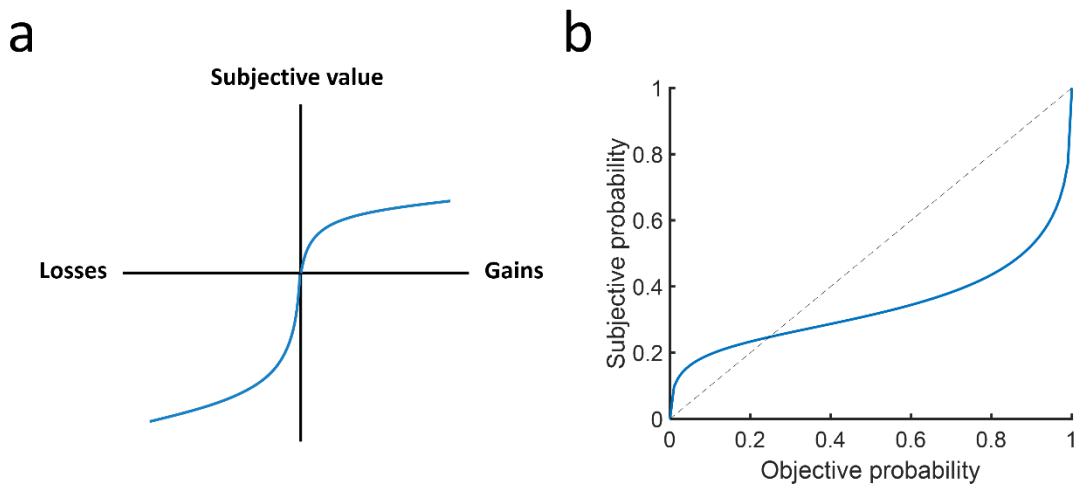 a
Subjective value
Losses
Gains
b
Subjective probability
1
0.8
0.6
0.4
0.2
0
0 0.2 0.4 0.6 0.8 1
Objective probability